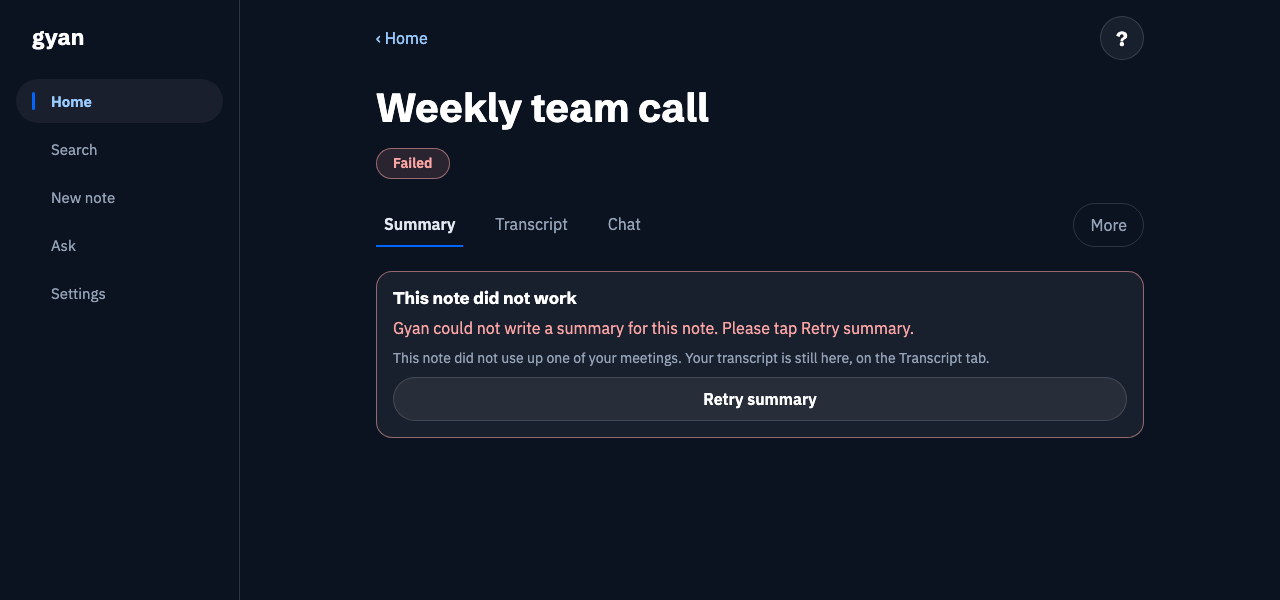 gyan
Home
Search
New note
Ask
Settings
‹ Home
?
Weekly team call
Failed
Summary
Transcript
Chat
More
This note did not work
Gyan could not write a summary for this note. Please tap Retry summary.
This note did not use up one of your meetings. Your transcript is still here, on the Transcript tab.
Retry summary